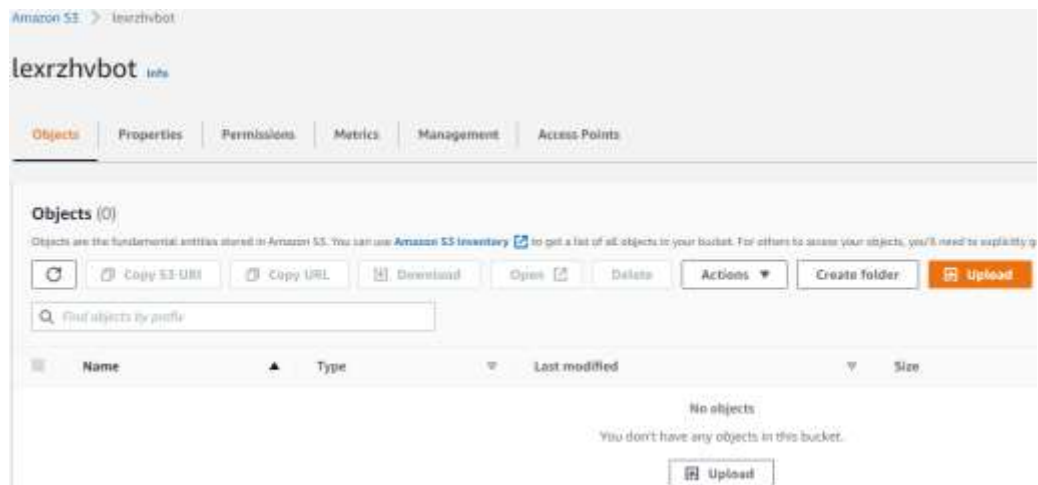 Amazon S3 > lexrzhvbot
lexrzhvbot Info
Objects Properties Permissions Metrics Management Access Points
Objects (0)
Objects are the fundamental entities stored in Amazon S3. You can use Amazon S3 Inventory to get a list of all objects in your bucket. For others to access your objects, you'll need to explicitly g
Copy S3 URI Copy URL Download Open Delete Actions Create folder Upload
Find objects by prefix
Name Type Last modified Size
No objects
You don't have any objects in this bucket.
Upload